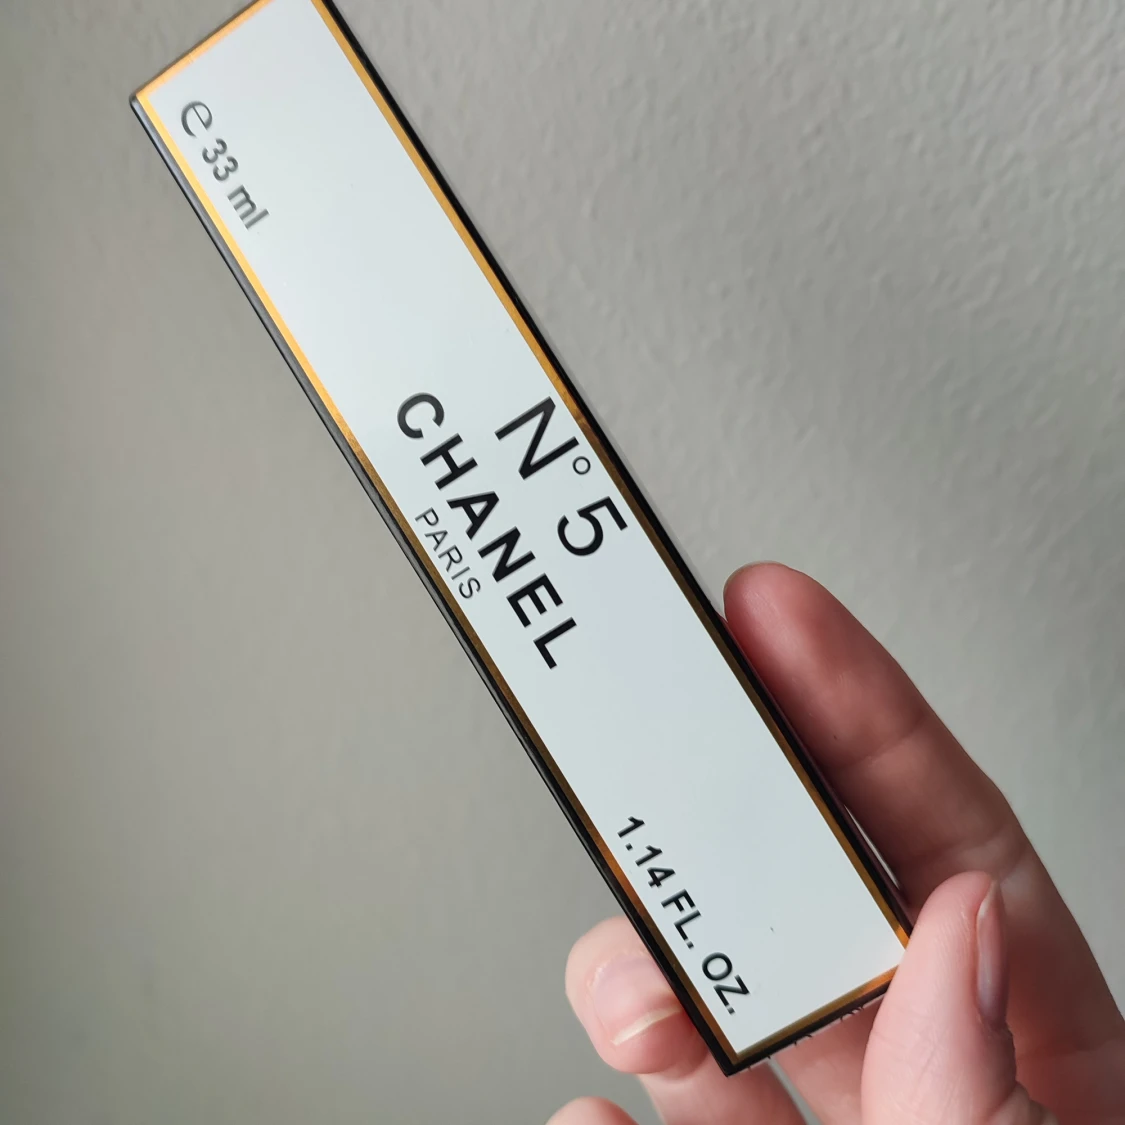 ℮ 33 ml
N° 5
CHANEL
PARIS
1.14 FL. OZ.